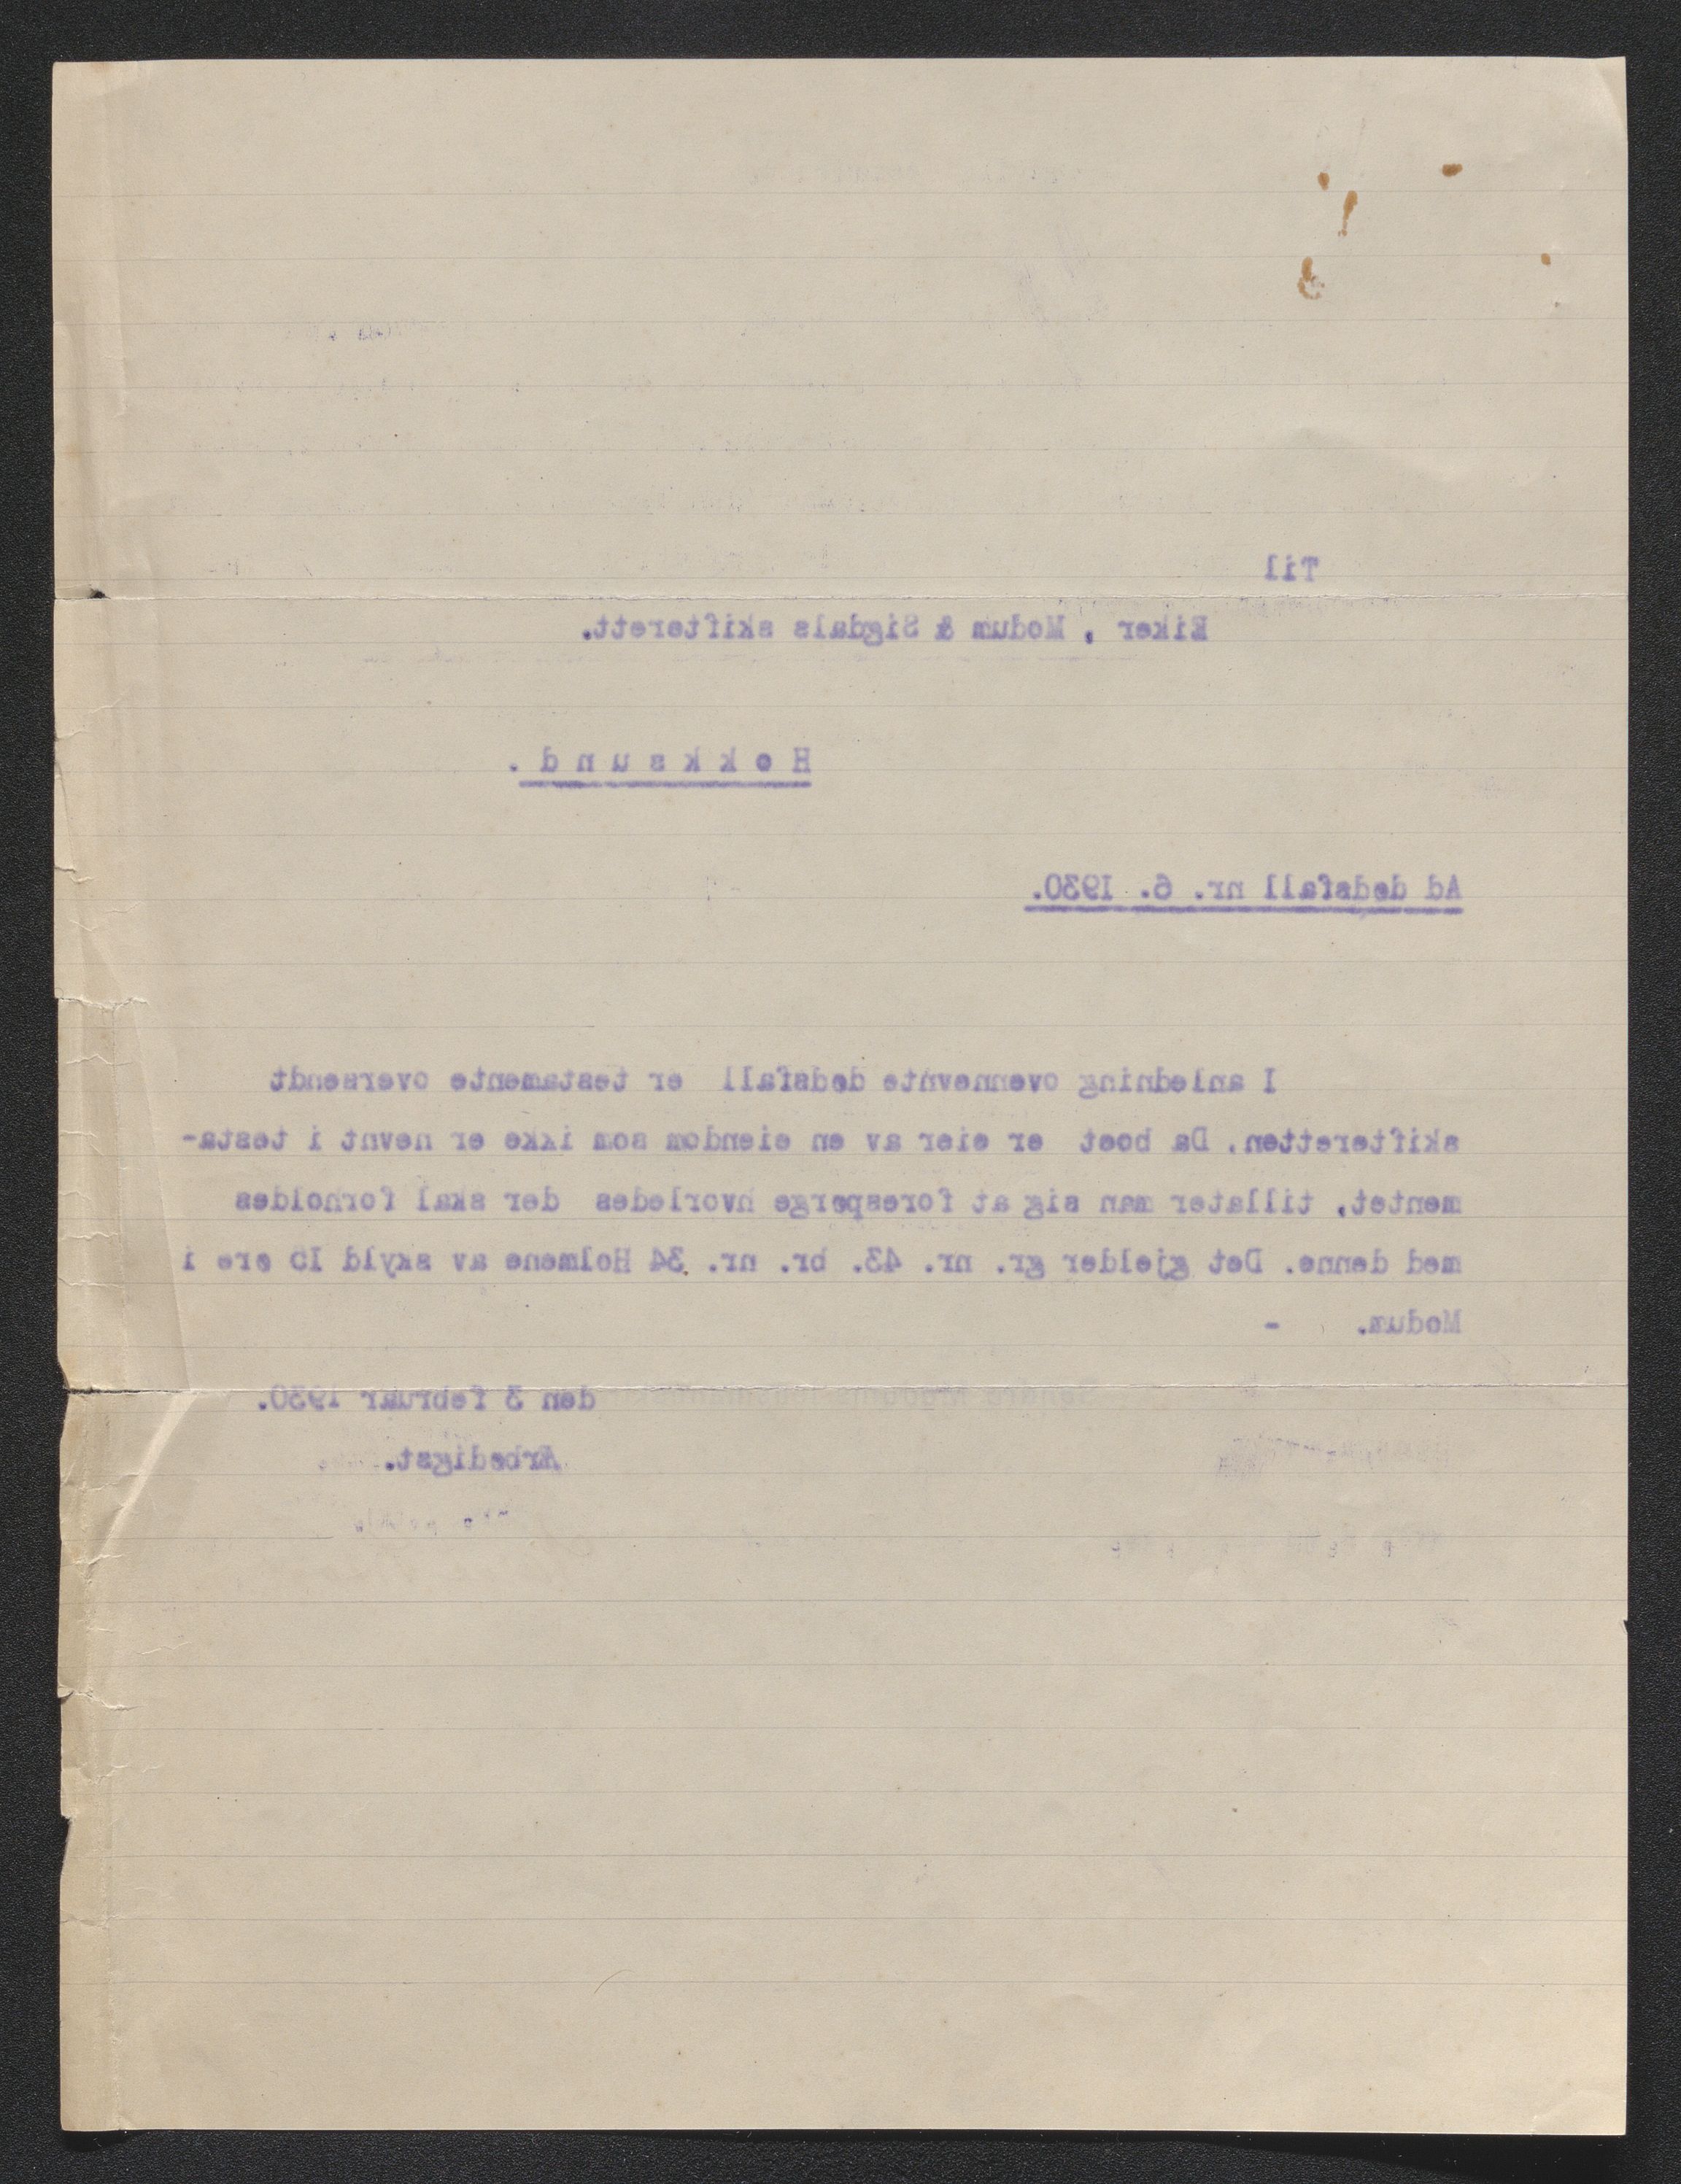 Til
Eiker , Modum & Sigdals skifterett.
H o k k s u n d .
Ad dødsfall nr. 6. 1930.
I anledning ovennevnte dødsfall er testamente oversendt
skifteretten. Da boet er eier av en eiendom som ikke er nevnt i testa-
mentet, tillater man sig at forespørge hvorledes der skal forholdes
med denne. Det gjelder gr. nr. 43. br. nr. 34 Holmene av skyld 15 øre i
Modum. -
den 3 februar 1930.
Ærbødigst.